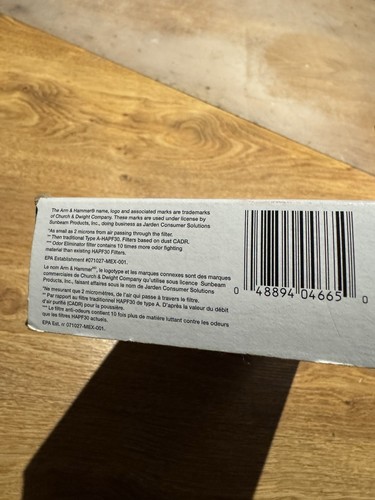 The Arm & Hammer® name, logo and associated marks are trademarks
of Church & Dwight Company. These marks are used under license by
Sunbeam Products, Inc., doing business as Jarden Consumer Solutions
*As small as 2 microns from air passing through the filter.
** Then traditional Type A-HAPF30, Filters based on dust CADR.
*** Odor Eliminator filter contains 10 times more odor fighting
material than existing HAPF30 Filters.
EPA Establishment #071027-MEX-001.
Le nom Arm & Hammerᴹᴰ, le logotype et les marques connexes sont des marques
commerciales de Church & Dwight Company qu'utilise sous licence Sunbeam
Products, Inc., faisant affaires sous le nom de Jarden Consumer Solutions
*Ne mesurant que 2 micromètres, de l'air qui passe à travers le filtre.
** Par rapport au filtre traditionnel HAPF30 de type A. D'après la valeur du débit
d'air purifié (CADR) pour la poussière.
*** Le filtre anti-odeurs contient 10 fois plus de matière luttant contre les odeurs
que les filtres HAPF30 actuels.
EPA Est. nº 071027-MEX-001.
0 48894 04665 0